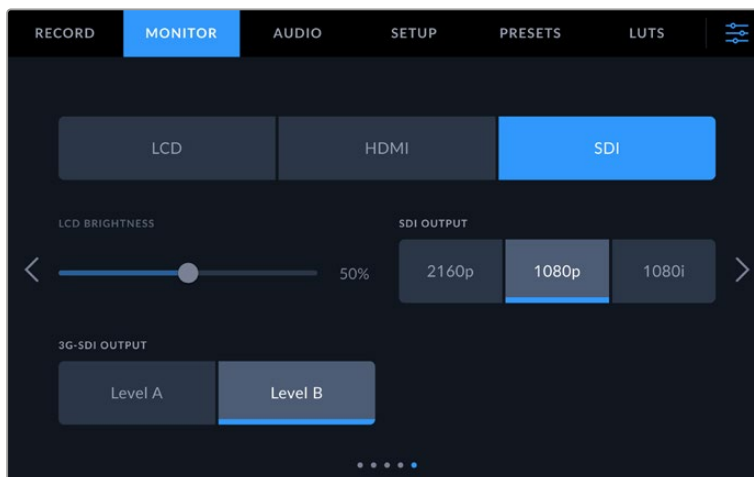 RECORD MONITOR AUDIO SETUP PRESETS LUTS
LCD HDMI SDI
LCD BRIGHTNESS SDI OUTPUT
50% 2160p 1080p 1080i
3G-SDI OUTPUT
Level A Level B